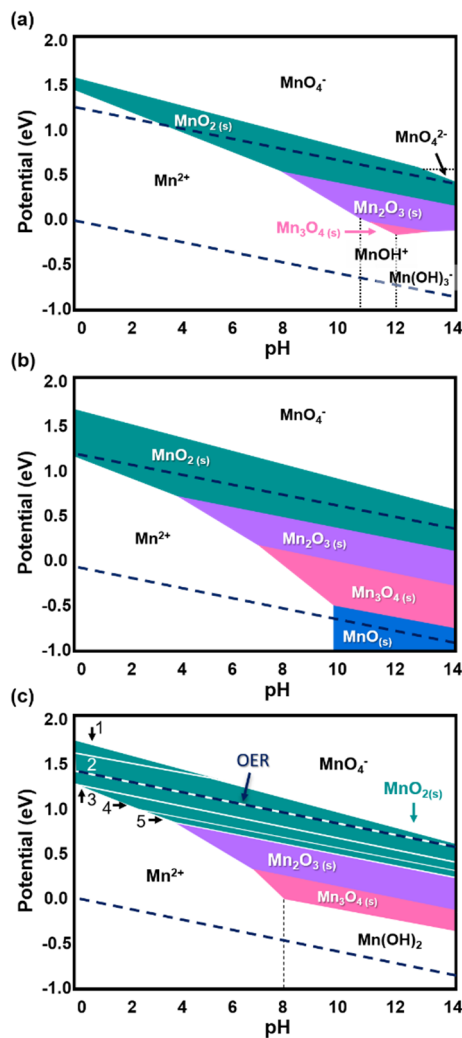 (a)
2.0
MnO₄⁻
1.5
1.0
MnO₂ (s)
MnO₄²⁻
0.5
Mn²⁺
Mn₂O₃ (s)
0.0
Mn₃O₄ (s)
MnOH⁺
-0.5
Mn(OH)₃⁻
-1.0
Potential (eV)
0 2 4 6 8 10 12 14
pH
(b)
2.0
MnO₄⁻
1.5
MnO₂ (s)
1.0
0.5
Mn²⁺
Mn₂O₃ (s)
0.0
Mn₃O₄ (s)
-0.5
MnO(s)
-1.0
Potential (eV)
0 2 4 6 8 10 12 14
pH
(c)
2.0
1
OER
MnO₄⁻
1.5
2
MnO₂(s)
3
4
1.0
5
0.5
Mn₂O₃ (s)
Mn²⁺
Mn₃O₄ (s)
0.0
Mn(OH)₂
-0.5
-1.0
Potential (eV)
0 2 4 6 8 10 12 14
pH